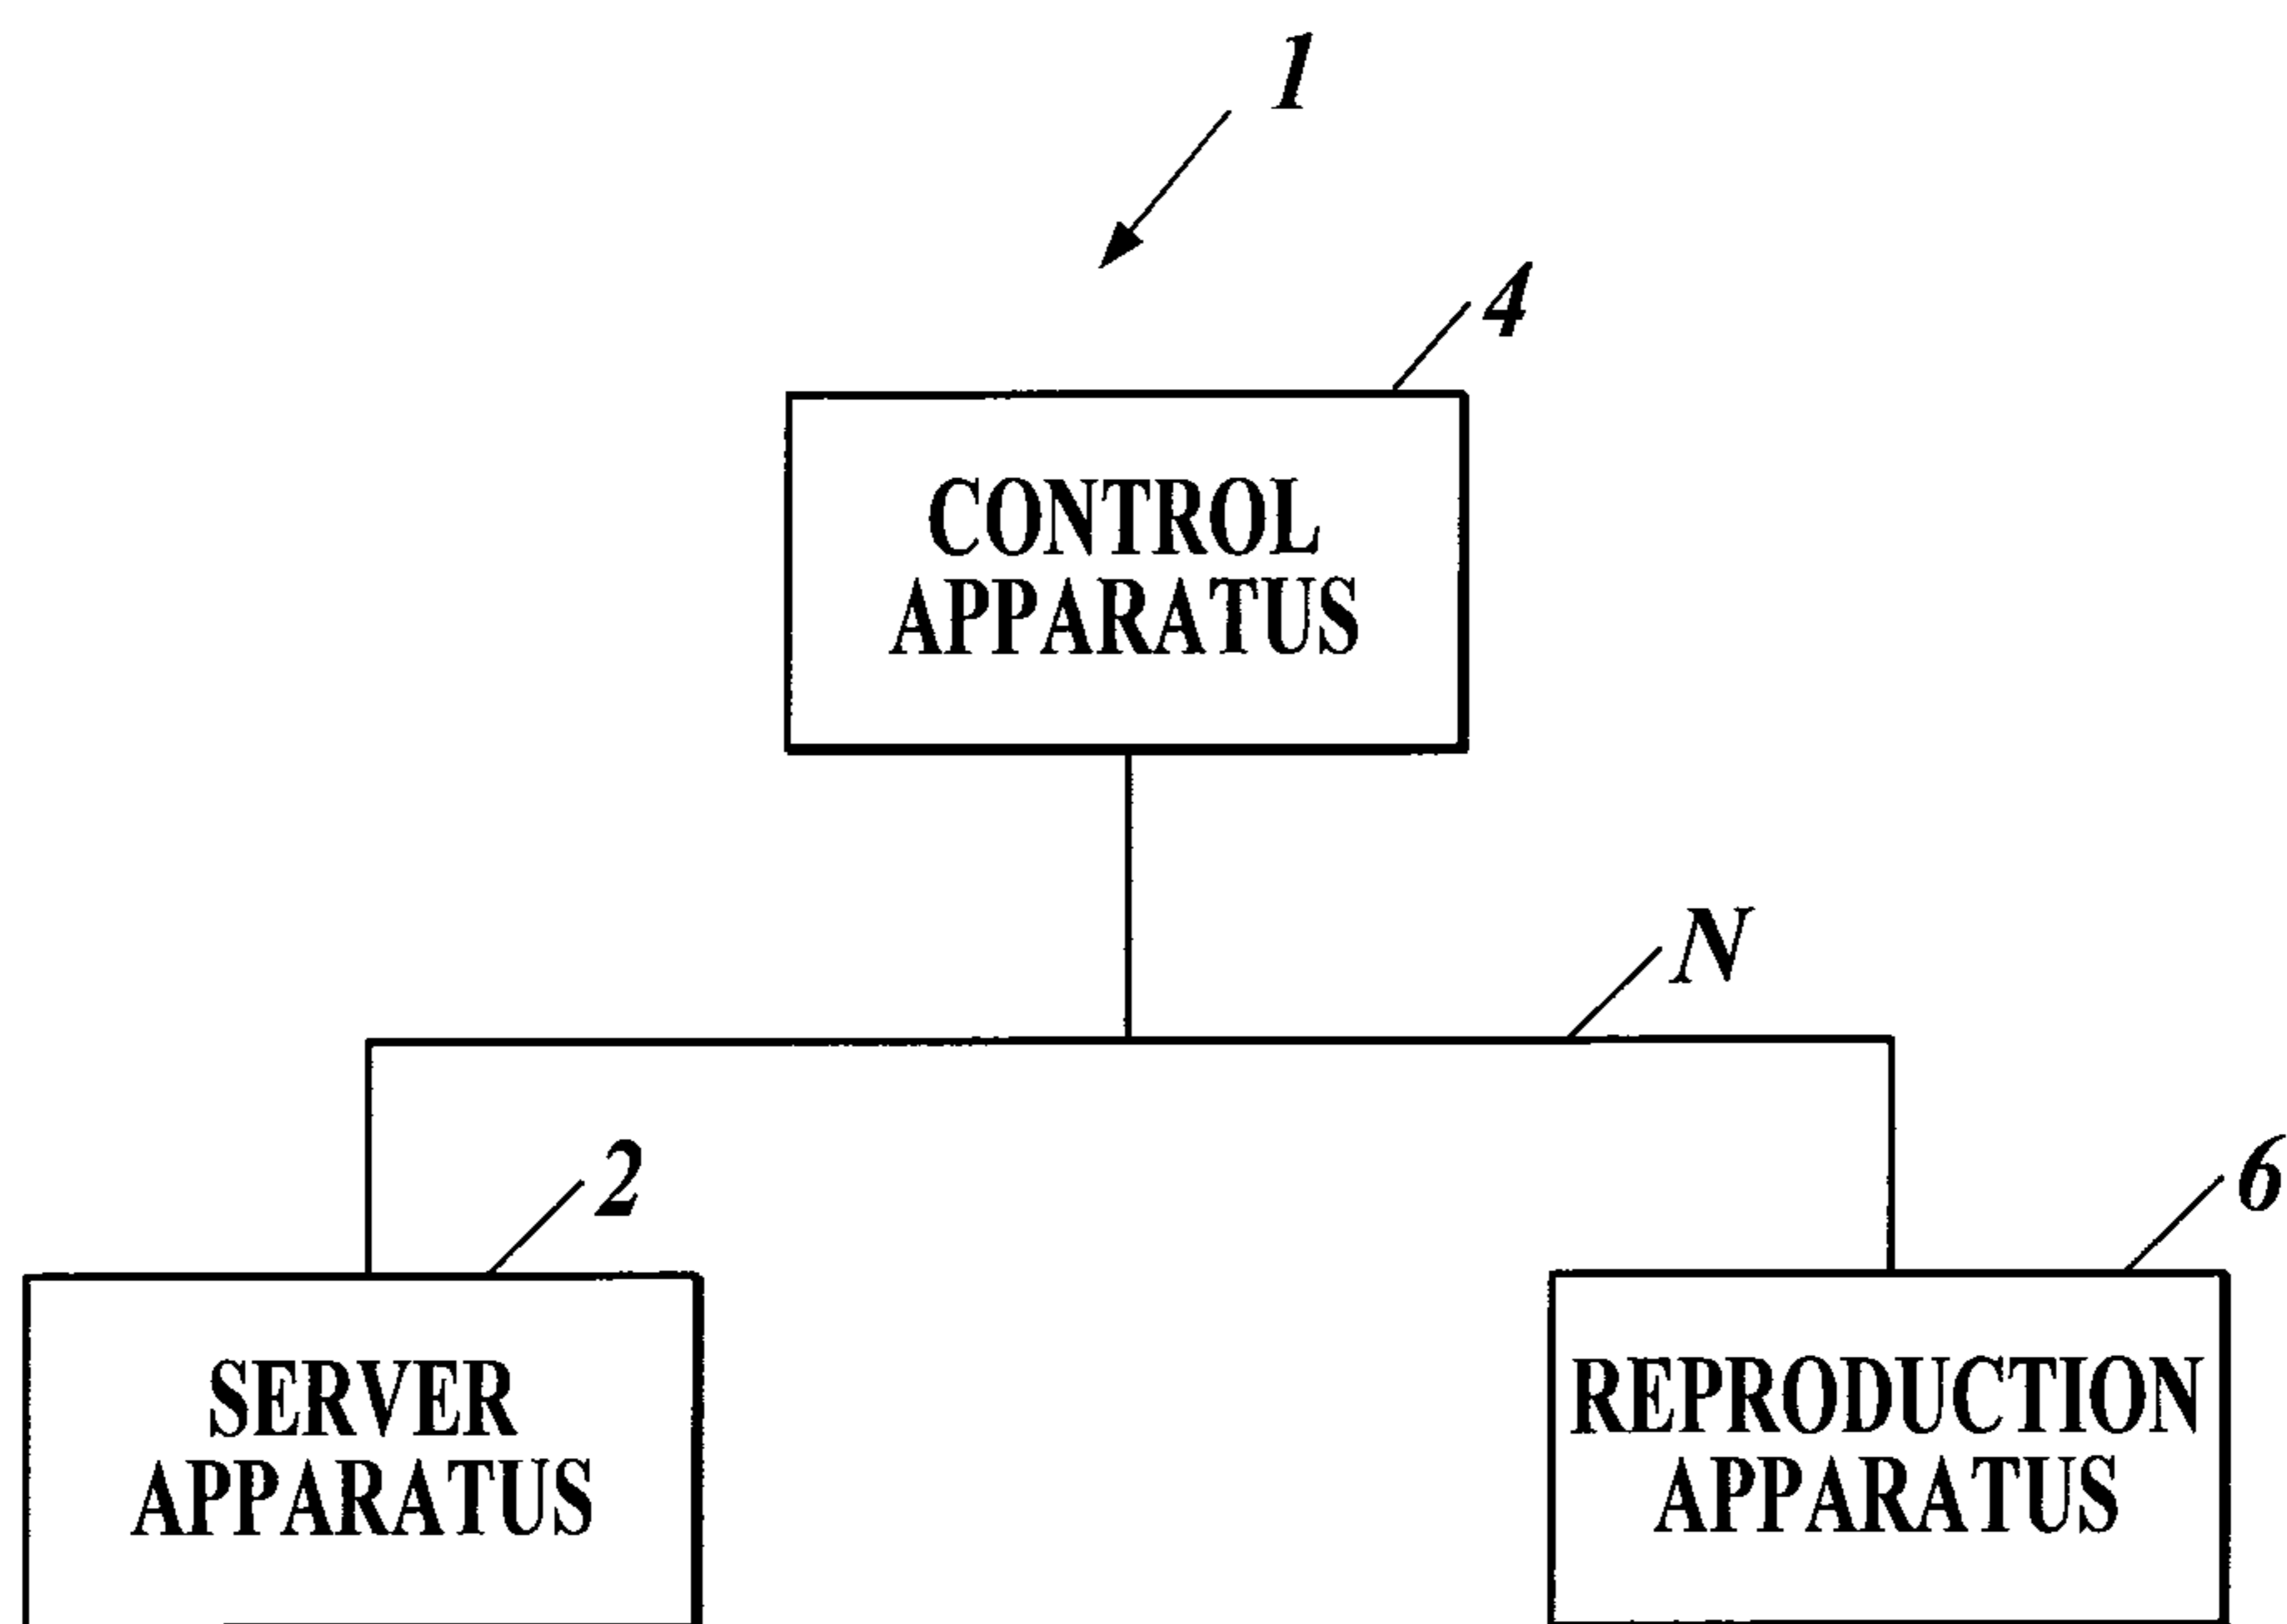 1
4
CONTROL
APPARATUS
N
2
6
SERVER
APPARATUS
REPRODUCTION
APPARATUS